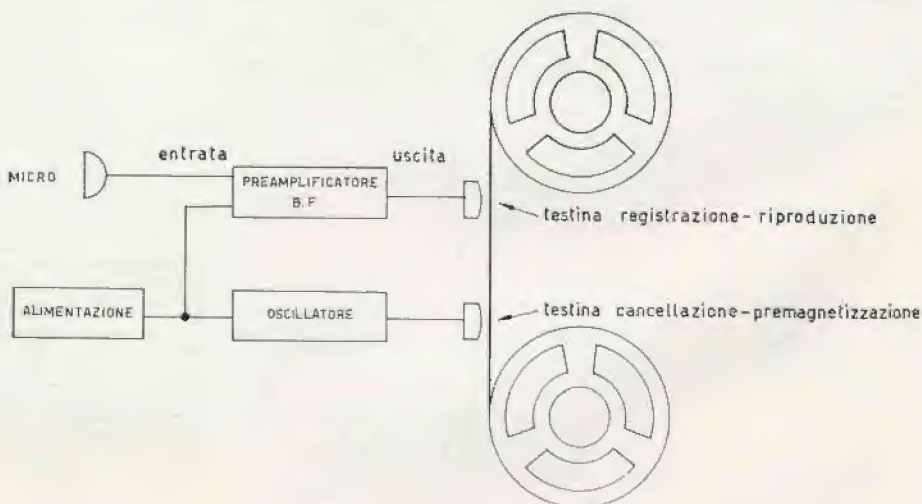 entrata
uscita
MICRO
PREAMPLIFICATORE
B.F
testina registrazione-riproduzione
ALIMENTAZIONE
OSCILLATORE
testina cancellazione-premagnetizzazione